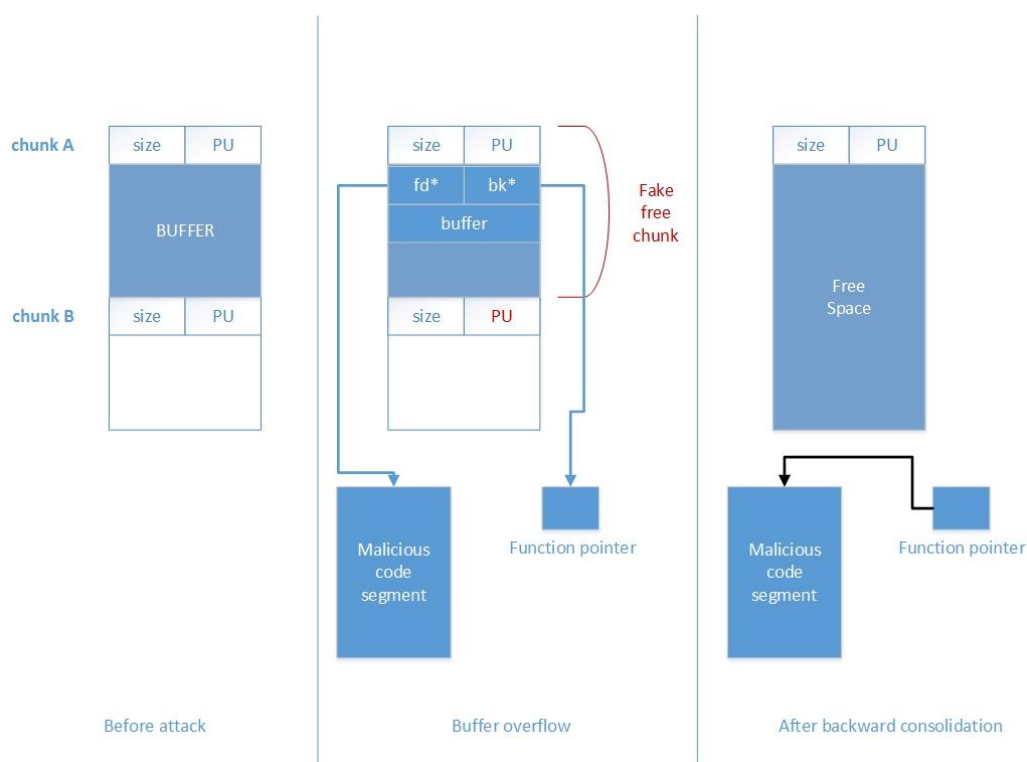 chunk A
size PU
BUFFER
chunk B
size PU
Before attack
size PU
fd* bk*
buffer
Fake
free
chunk
size PU
Malicious
code
segment
Function pointer
Buffer overflow
size PU
Free
Space
Malicious
code
segment
Function pointer
After backward consolidation